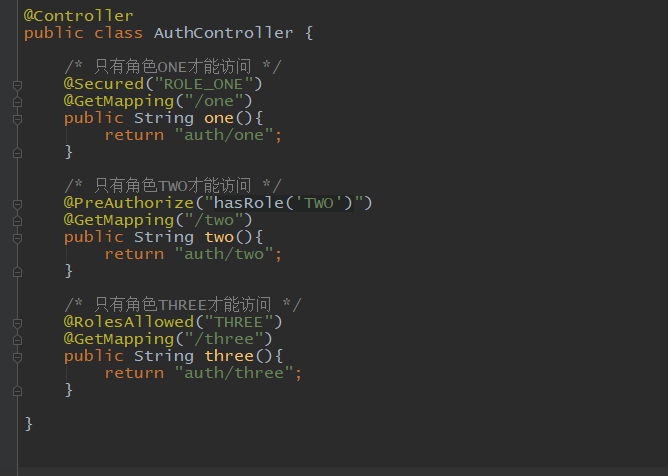 @Controller
public class AuthController {
/* 只有角色ONE才能访问 */
@Secured("ROLE_ONE")
@GetMapping("/one")
public String one(){
return "auth/one";
}
/* 只有角色TWO才能访问 */
@PreAuthorize("hasRole('TWO')")
@GetMapping("/two")
public String two(){
return "auth/two";
}
/* 只有角色THREE才能访问 */
@RolesAllowed("THREE")
@GetMapping("/three")
public String three(){
return "auth/three";
}
}